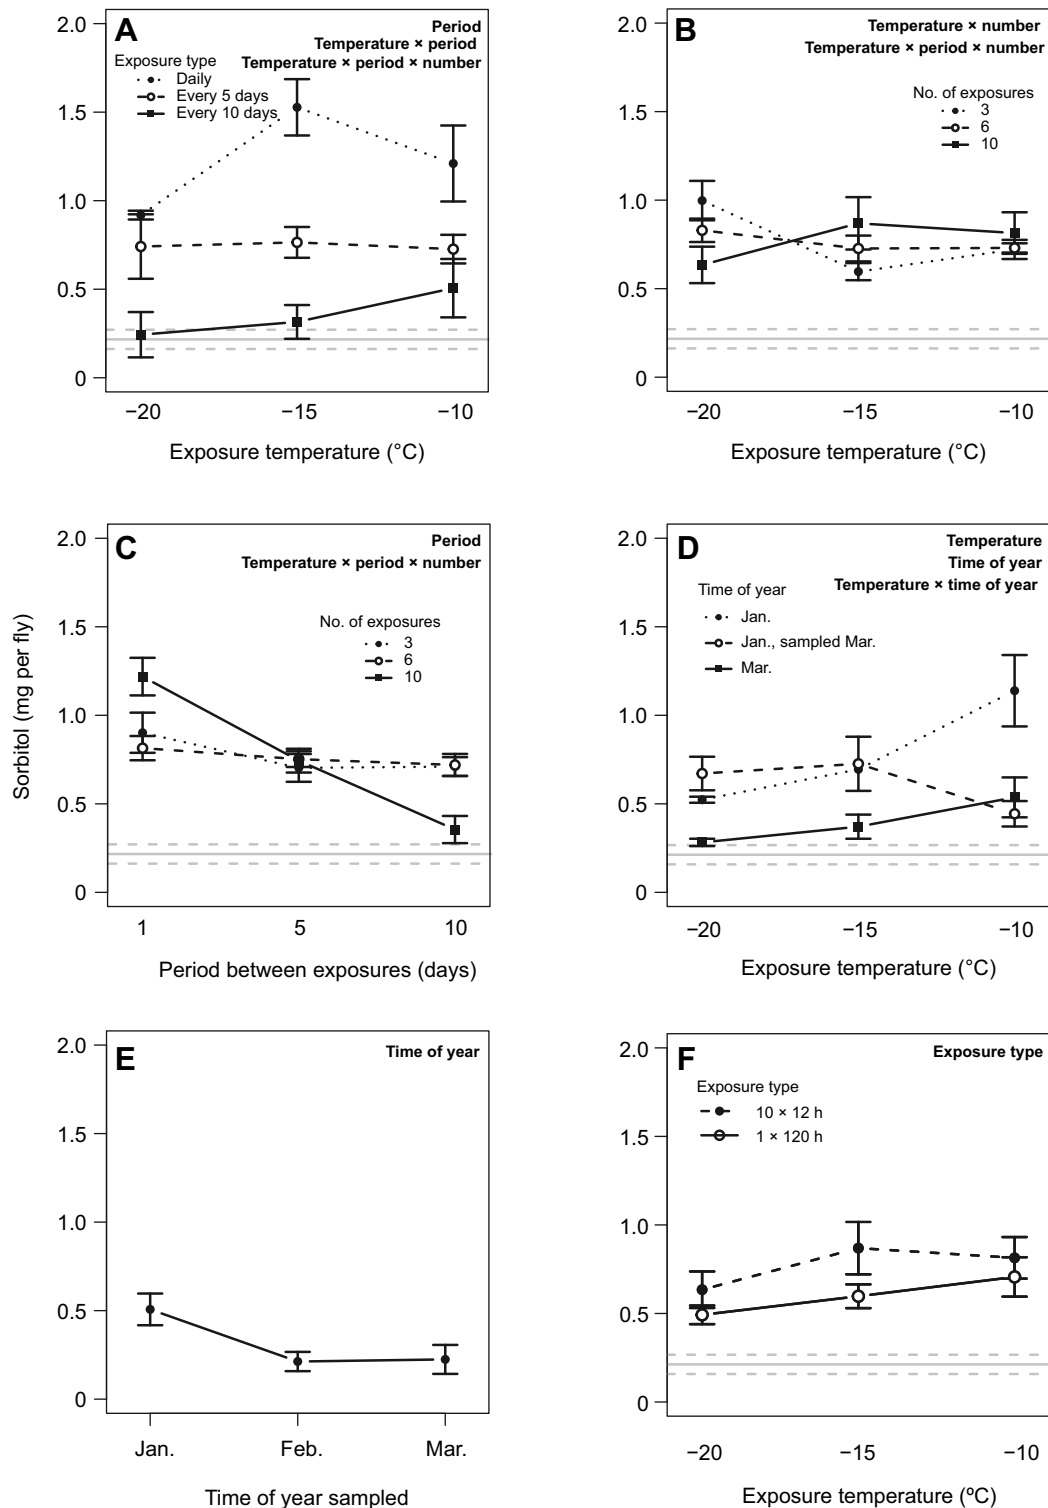 A
Period
Temperature × period
Temperature × period × number
Exposure type
Daily
Every 5 days
Every 10 days
2.0
1.5
1.0
0.5
0
−20
−15
−10
Exposure temperature (°C)
B
Temperature × number
Temperature × period × number
No. of exposures
3
6
10
2.0
1.5
1.0
0.5
0
−20
−15
−10
Exposure temperature (°C)
Sorbitol (mg per fly)
C
Period
Temperature × period × number
No. of exposures
3
6
10
2.0
1.5
1.0
0.5
0
1
5
10
Period between exposures (days)
D
Temperature
Time of year
Temperature × time of year
Time of year
Jan.
Jan., sampled Mar.
Mar.
2.0
1.5
1.0
0.5
0
−20
−15
−10
Exposure temperature (°C)
E
Time of year
2.0
1.5
1.0
0.5
0
Jan.
Feb.
Mar.
Time of year sampled
F
Exposure type
Exposure type
10 × 12 h
1 × 120 h
2.0
1.5
1.0
0.5
0
−20
−15
−10
Exposure temperature (ºC)